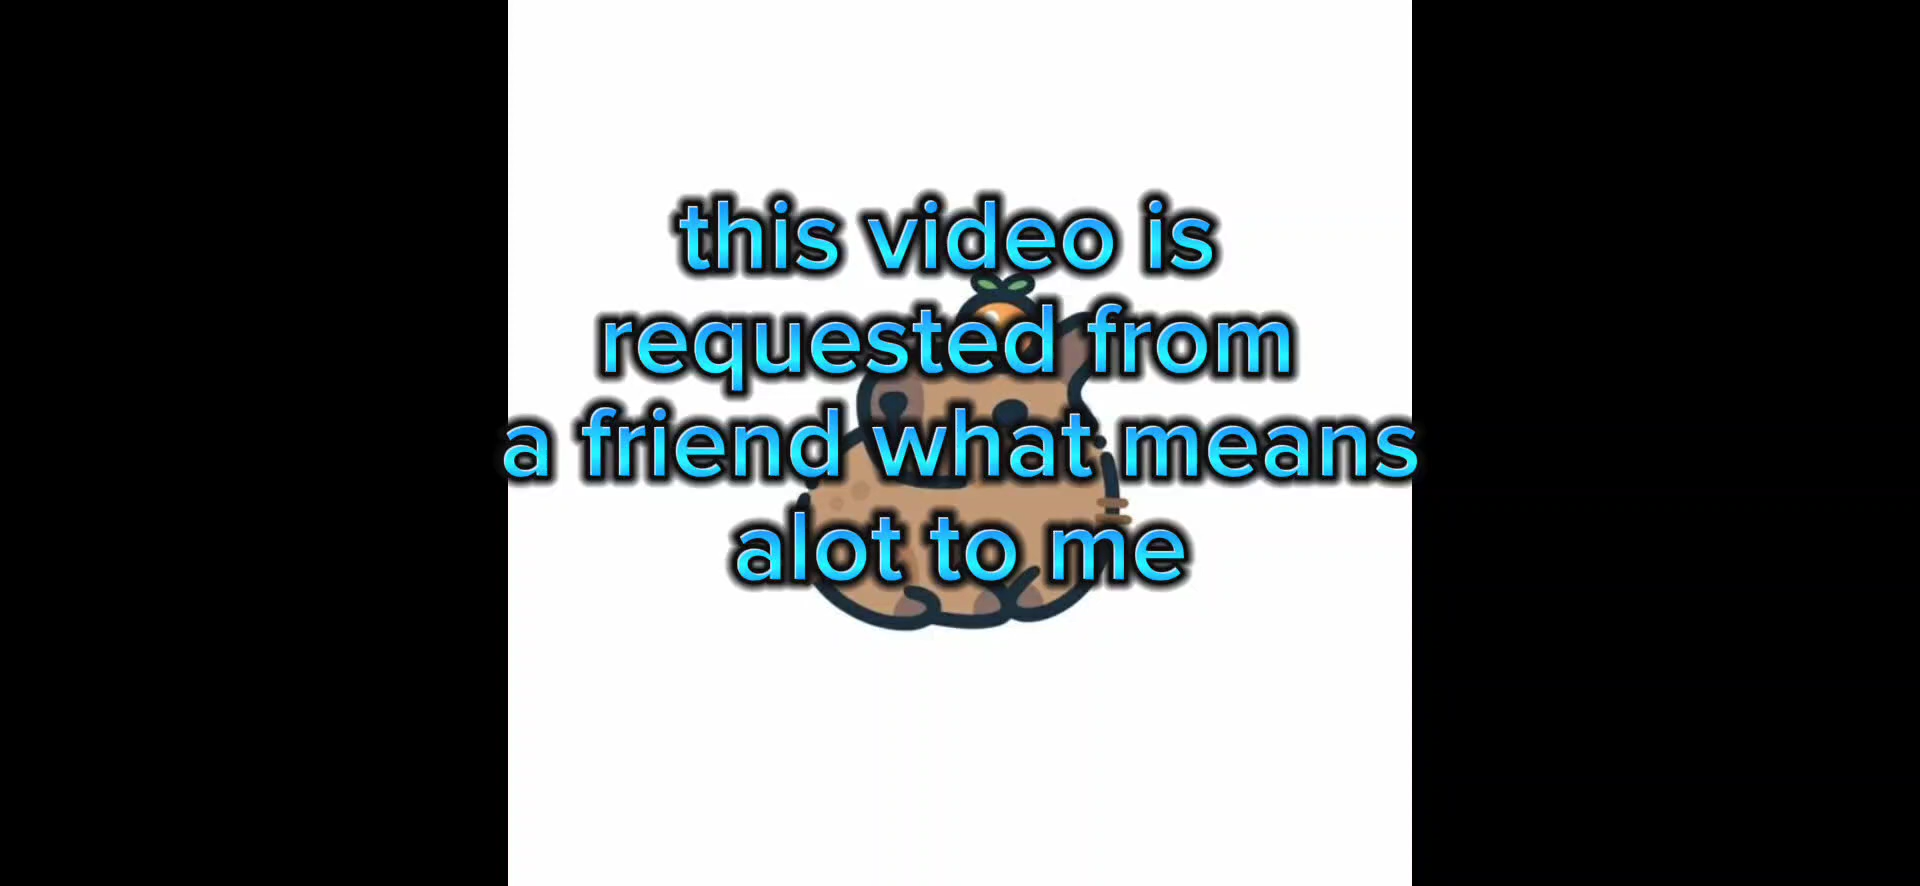 this video is
requested from
a friend what means
alot to me